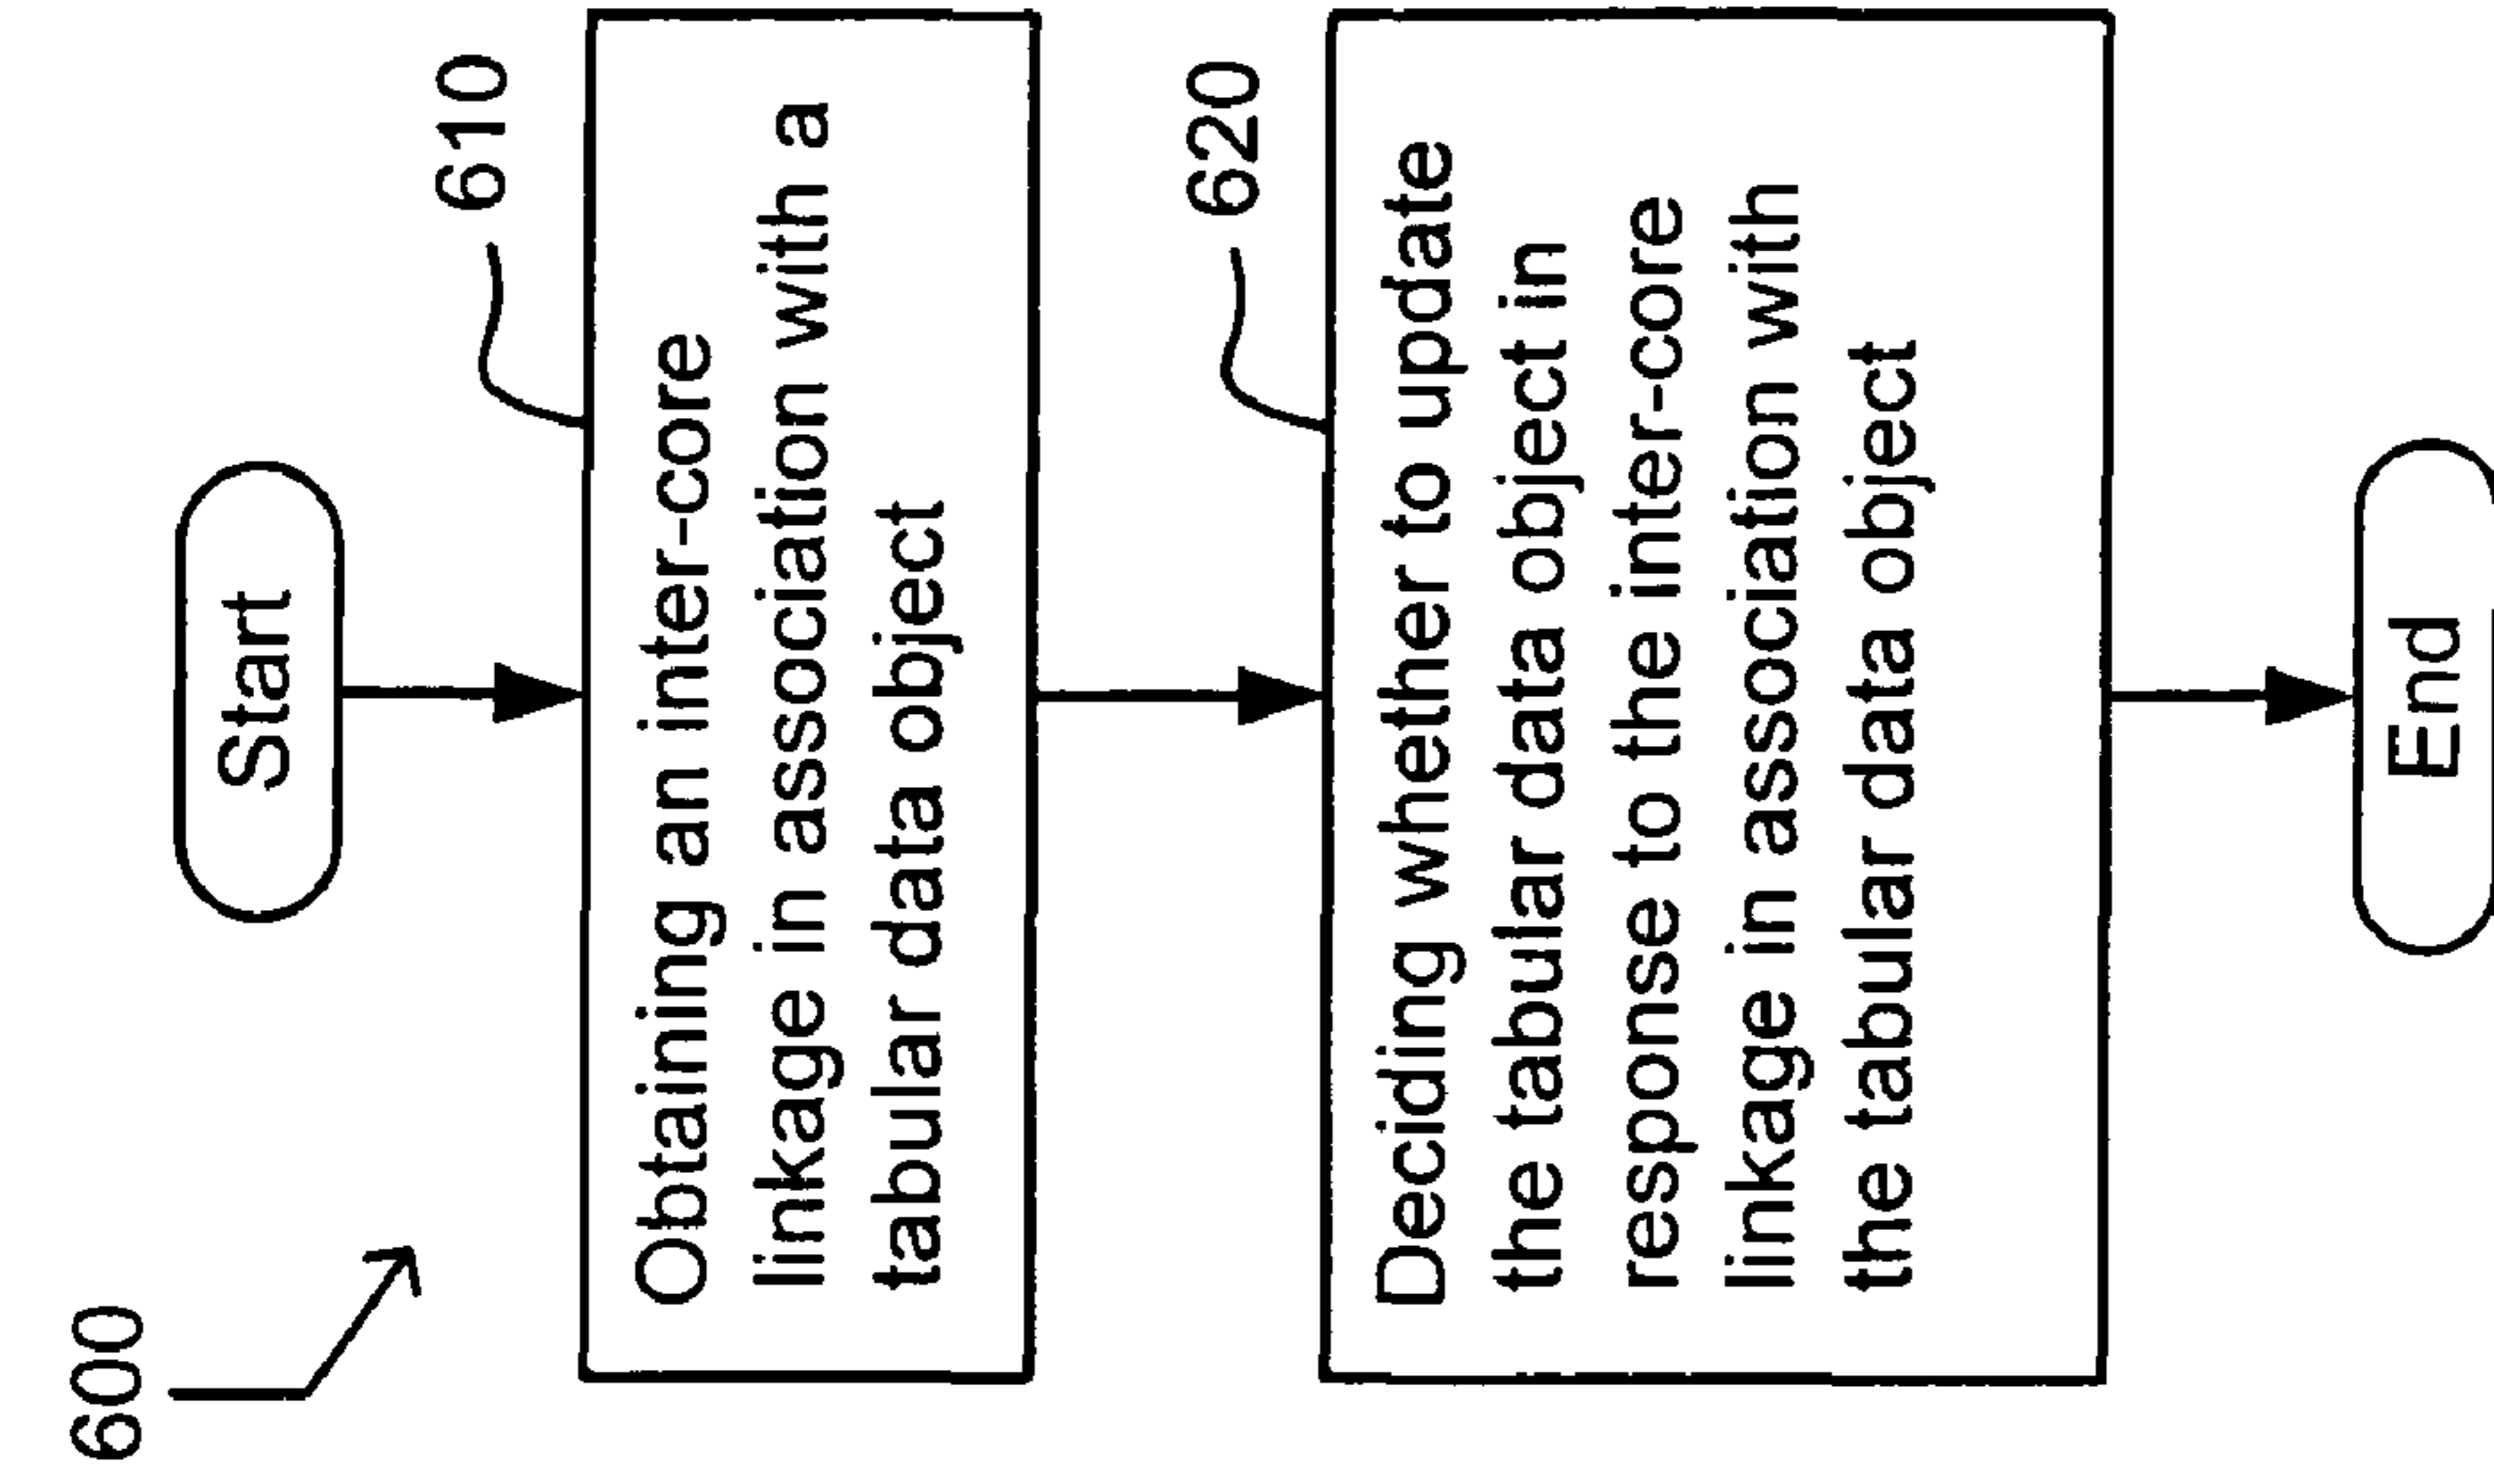 600
Start
610
Obtaining an inter-core
linkage in association with a
tabular data object
620
Deciding whether to update
the tabular data object in
response to the inter-core
linkage in association with
the tabular data object
End